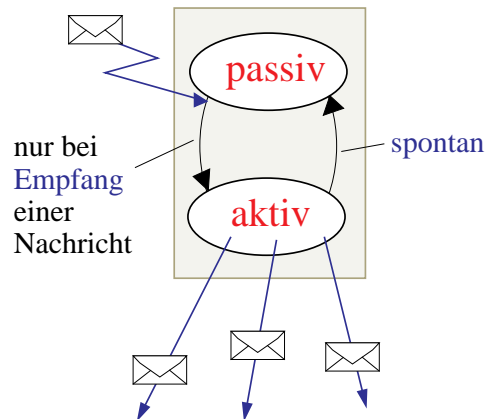 passiv
nur bei
Empfang
einer
Nachricht
spontan
aktiv